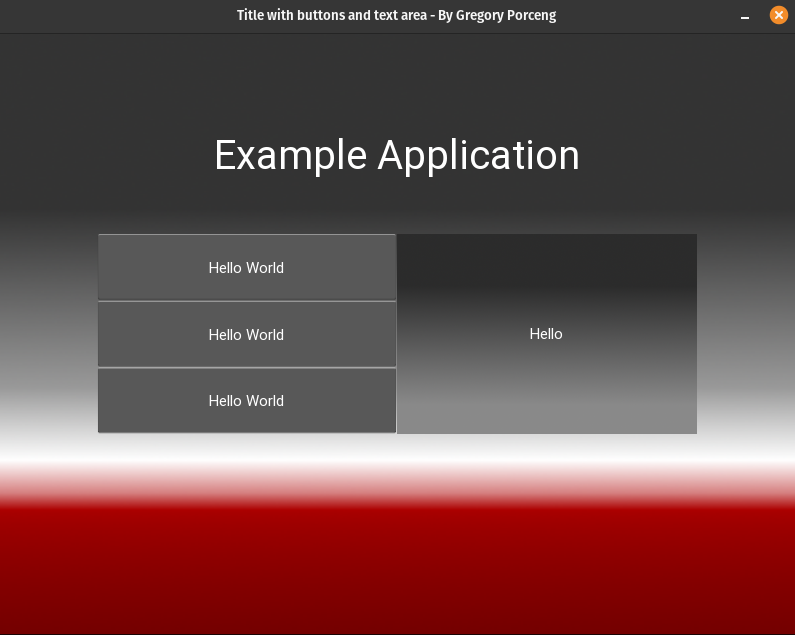 Title with buttons and text area - By Gregory Porceng
Example Application
Hello World
Hello World
Hello World
Hello